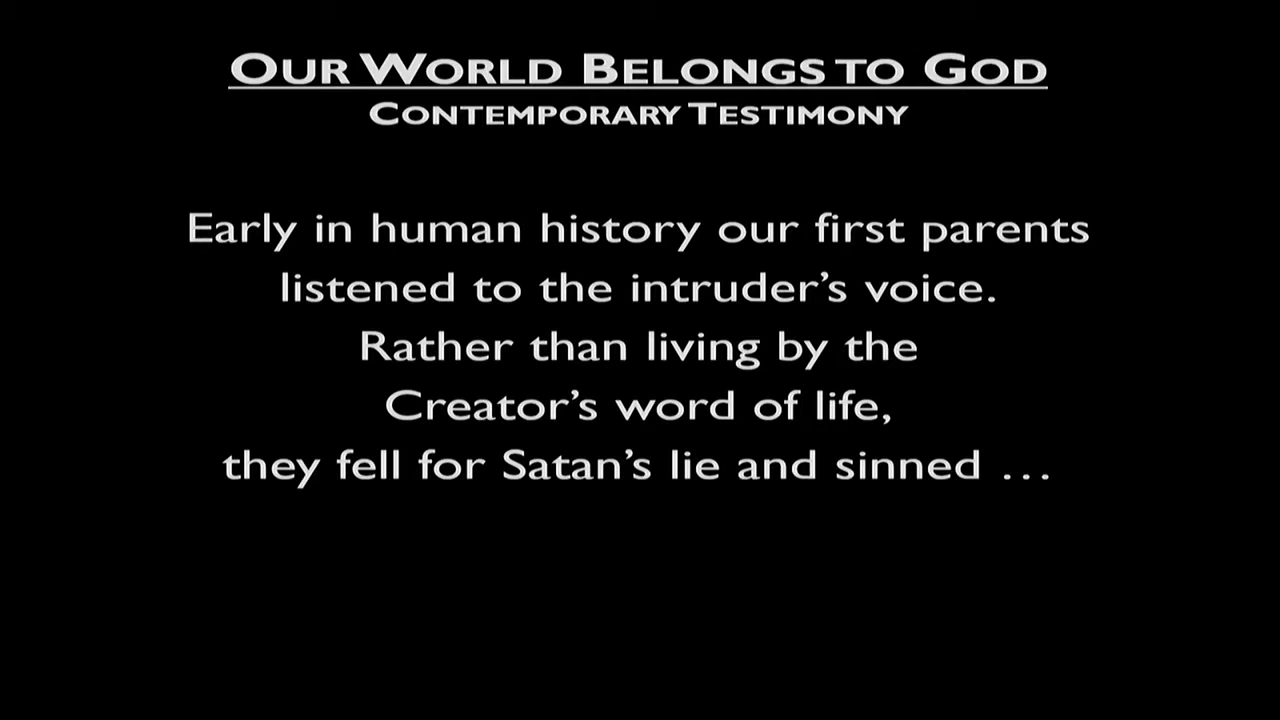 OUR WORLD BELONGS TO GOD
CONTEMPORARY TESTIMONY
Early in human history our first parents
listened to the intruder’s voice.
Rather than living by the
Creator’s word of life,
they fell for Satan’s lie and sinned …